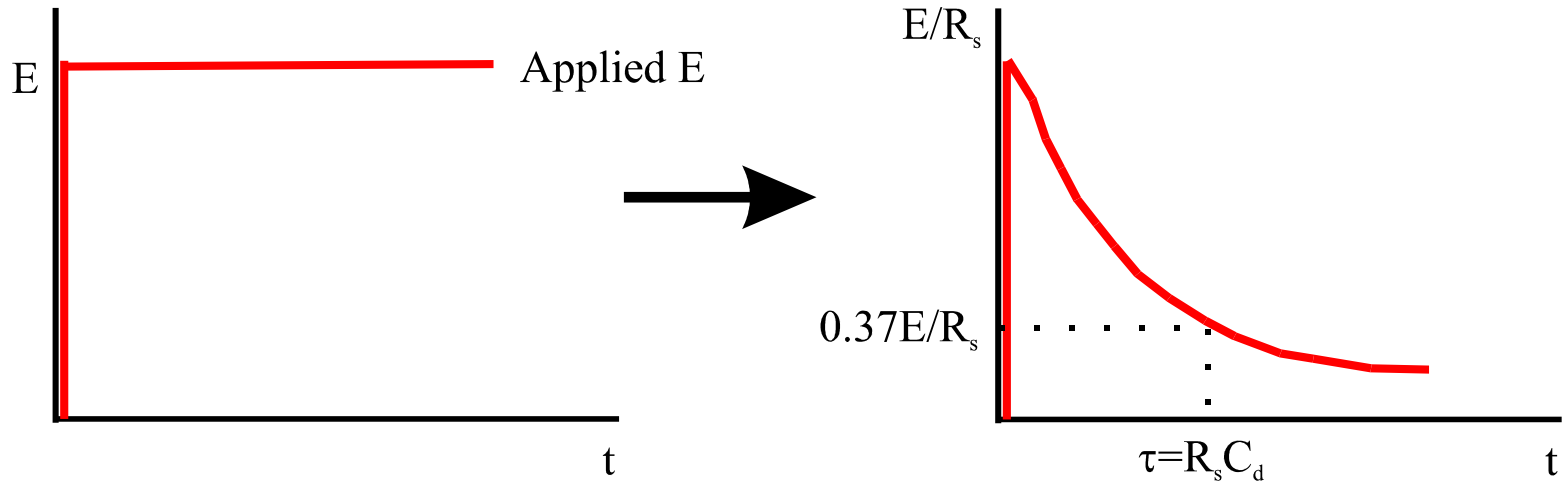 E
Applied E
t
E/Rs
0.37E/Rs
τ=RsCd
t